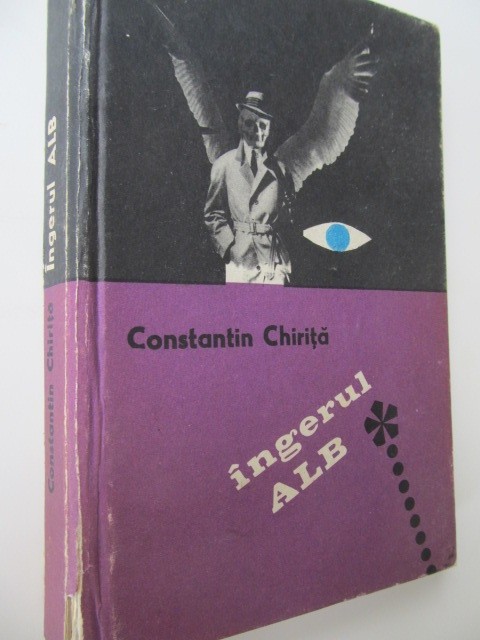 Constantin Chiriță
îngerul
ALB
Constantin Chiriță îngerul ALB